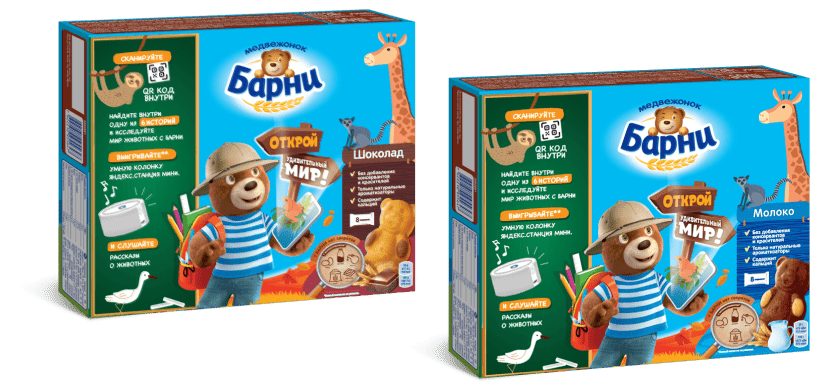 СКАНИРУЙТЕ
QR КОД
ВНУТРИ
НАЙДИТЕ ВНУТРИ
ОДНУ ИЗ 6 ИСТОРИЙ
И ИССЛЕДУЙТЕ
МИР ЖИВОТНЫХ С БАРНИ
ВЫИГРЫВАЙТЕ**
УМНУЮ КОЛОНКУ
ЯНДЕКС.СТАНЦИЯ МИНИ.
И СЛУШАЙТЕ
РАССКАЗЫ
О ЖИВОТНЫХ
МЕДВЕЖОНОК
Барни
ОТКРОЙ
УДИВИТЕЛЬНЫЙ
МИР!
Шоколад
Без добавления
консервантов
и красителей
Только натуральные
ароматизаторы
Содержит
кальций
8
СКАНИРУЙТЕ
QR КОД
ВНУТРИ
НАЙДИТЕ ВНУТРИ
ОДНУ ИЗ 6 ИСТОРИЙ
И ИССЛЕДУЙТЕ
МИР ЖИВОТНЫХ С БАРНИ
ВЫИГРЫВАЙТЕ**
УМНУЮ КОЛОНКУ
ЯНДЕКС.СТАНЦИЯ МИНИ.
И СЛУШАЙТЕ
РАССКАЗЫ
О ЖИВОТНЫХ
МЕДВЕЖОНОК
Барни
ОТКРОЙ
УДИВИТЕЛЬНЫЙ
МИР!
Молоко
Без добавления
консервантов
и красителей
Только натуральные
ароматизаторы
Содержит
кальций
8